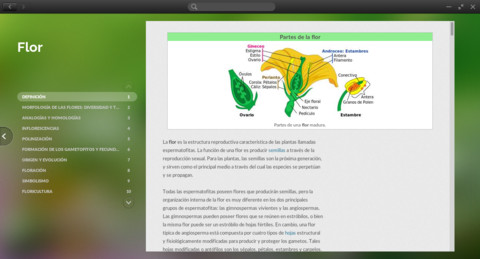 Flor
DEFINICIÓN 1
MORFOLOGÍA DE LAS FLORES: DIVERSIDAD Y T... 2
ANALOGÍA Y HOMOLOGÍA 3
INFLORESCENCIAS 4
POLINIZACIÓN 5
FORMACIÓN DE LOS GAMETOFITOS Y FECUND... 6
ORIGEN Y EVOLUCIÓN 7
FLORACIÓN 8
SIMBOLISMO 9
FLORICULTURA 10
Partes de la flor
Gineceo
Estigma
Estilo
Ovario
Androceo: Estambres
Antera
Filamento
Óvulos
Perianto
Corola: Pétalos
Cáliz: Sépalos
Conectivo
Antera
Granos de Polen
Eje floral
Nectario
Pedículo
Ovario
Estambre
Partes de una flor madura.
La flor es la estructura reproductiva característica de las plantas llamadas
espermatofitas. La función de una flor es producir semillas a través de la
reproducción sexual. Para las plantas, las semillas son la próxima generación,
y sirven como el principal medio a través del cual las especies se perpetúan
y se propagan.
Todas las espermatofitas poseen flores que producirán semillas, pero la
organización interna de la flor es muy diferente en los dos principales
grupos de espermatofitas: las gimnospermas vivientes y las angiospermas.
Las gimnospermas pueden poseer flores que se reúnen en estróbilos, o bien
la misma flor puede ser un estróbilo de hojas fértiles. En cambio, una flor
típica de angiosperma está compuesta por cuatro tipos de hojas estructural
y fisiológicamente modificadas para producir y proteger los gametos. Tales
hojas modificadas o antófilos son los sépalos, pétalos, estambres y carpelos.